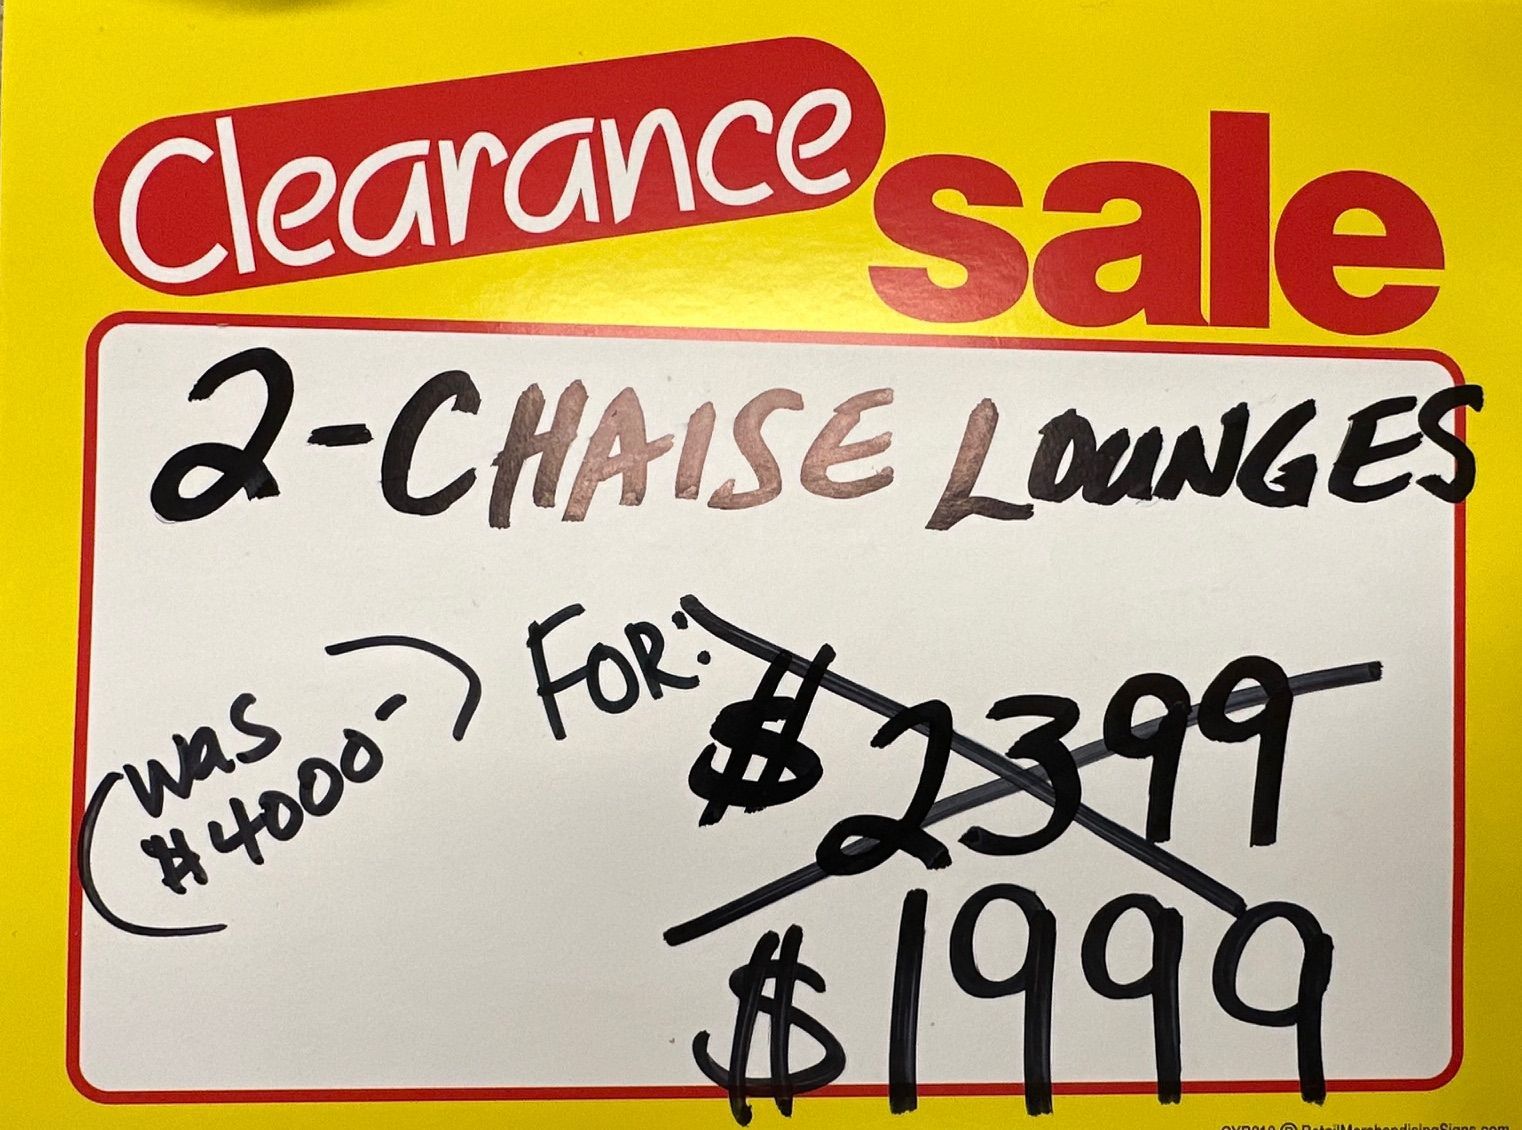 Clearance sale
2-CHAISE LOUNGES
(was
$4000-)
FOR:
$2399
$1999